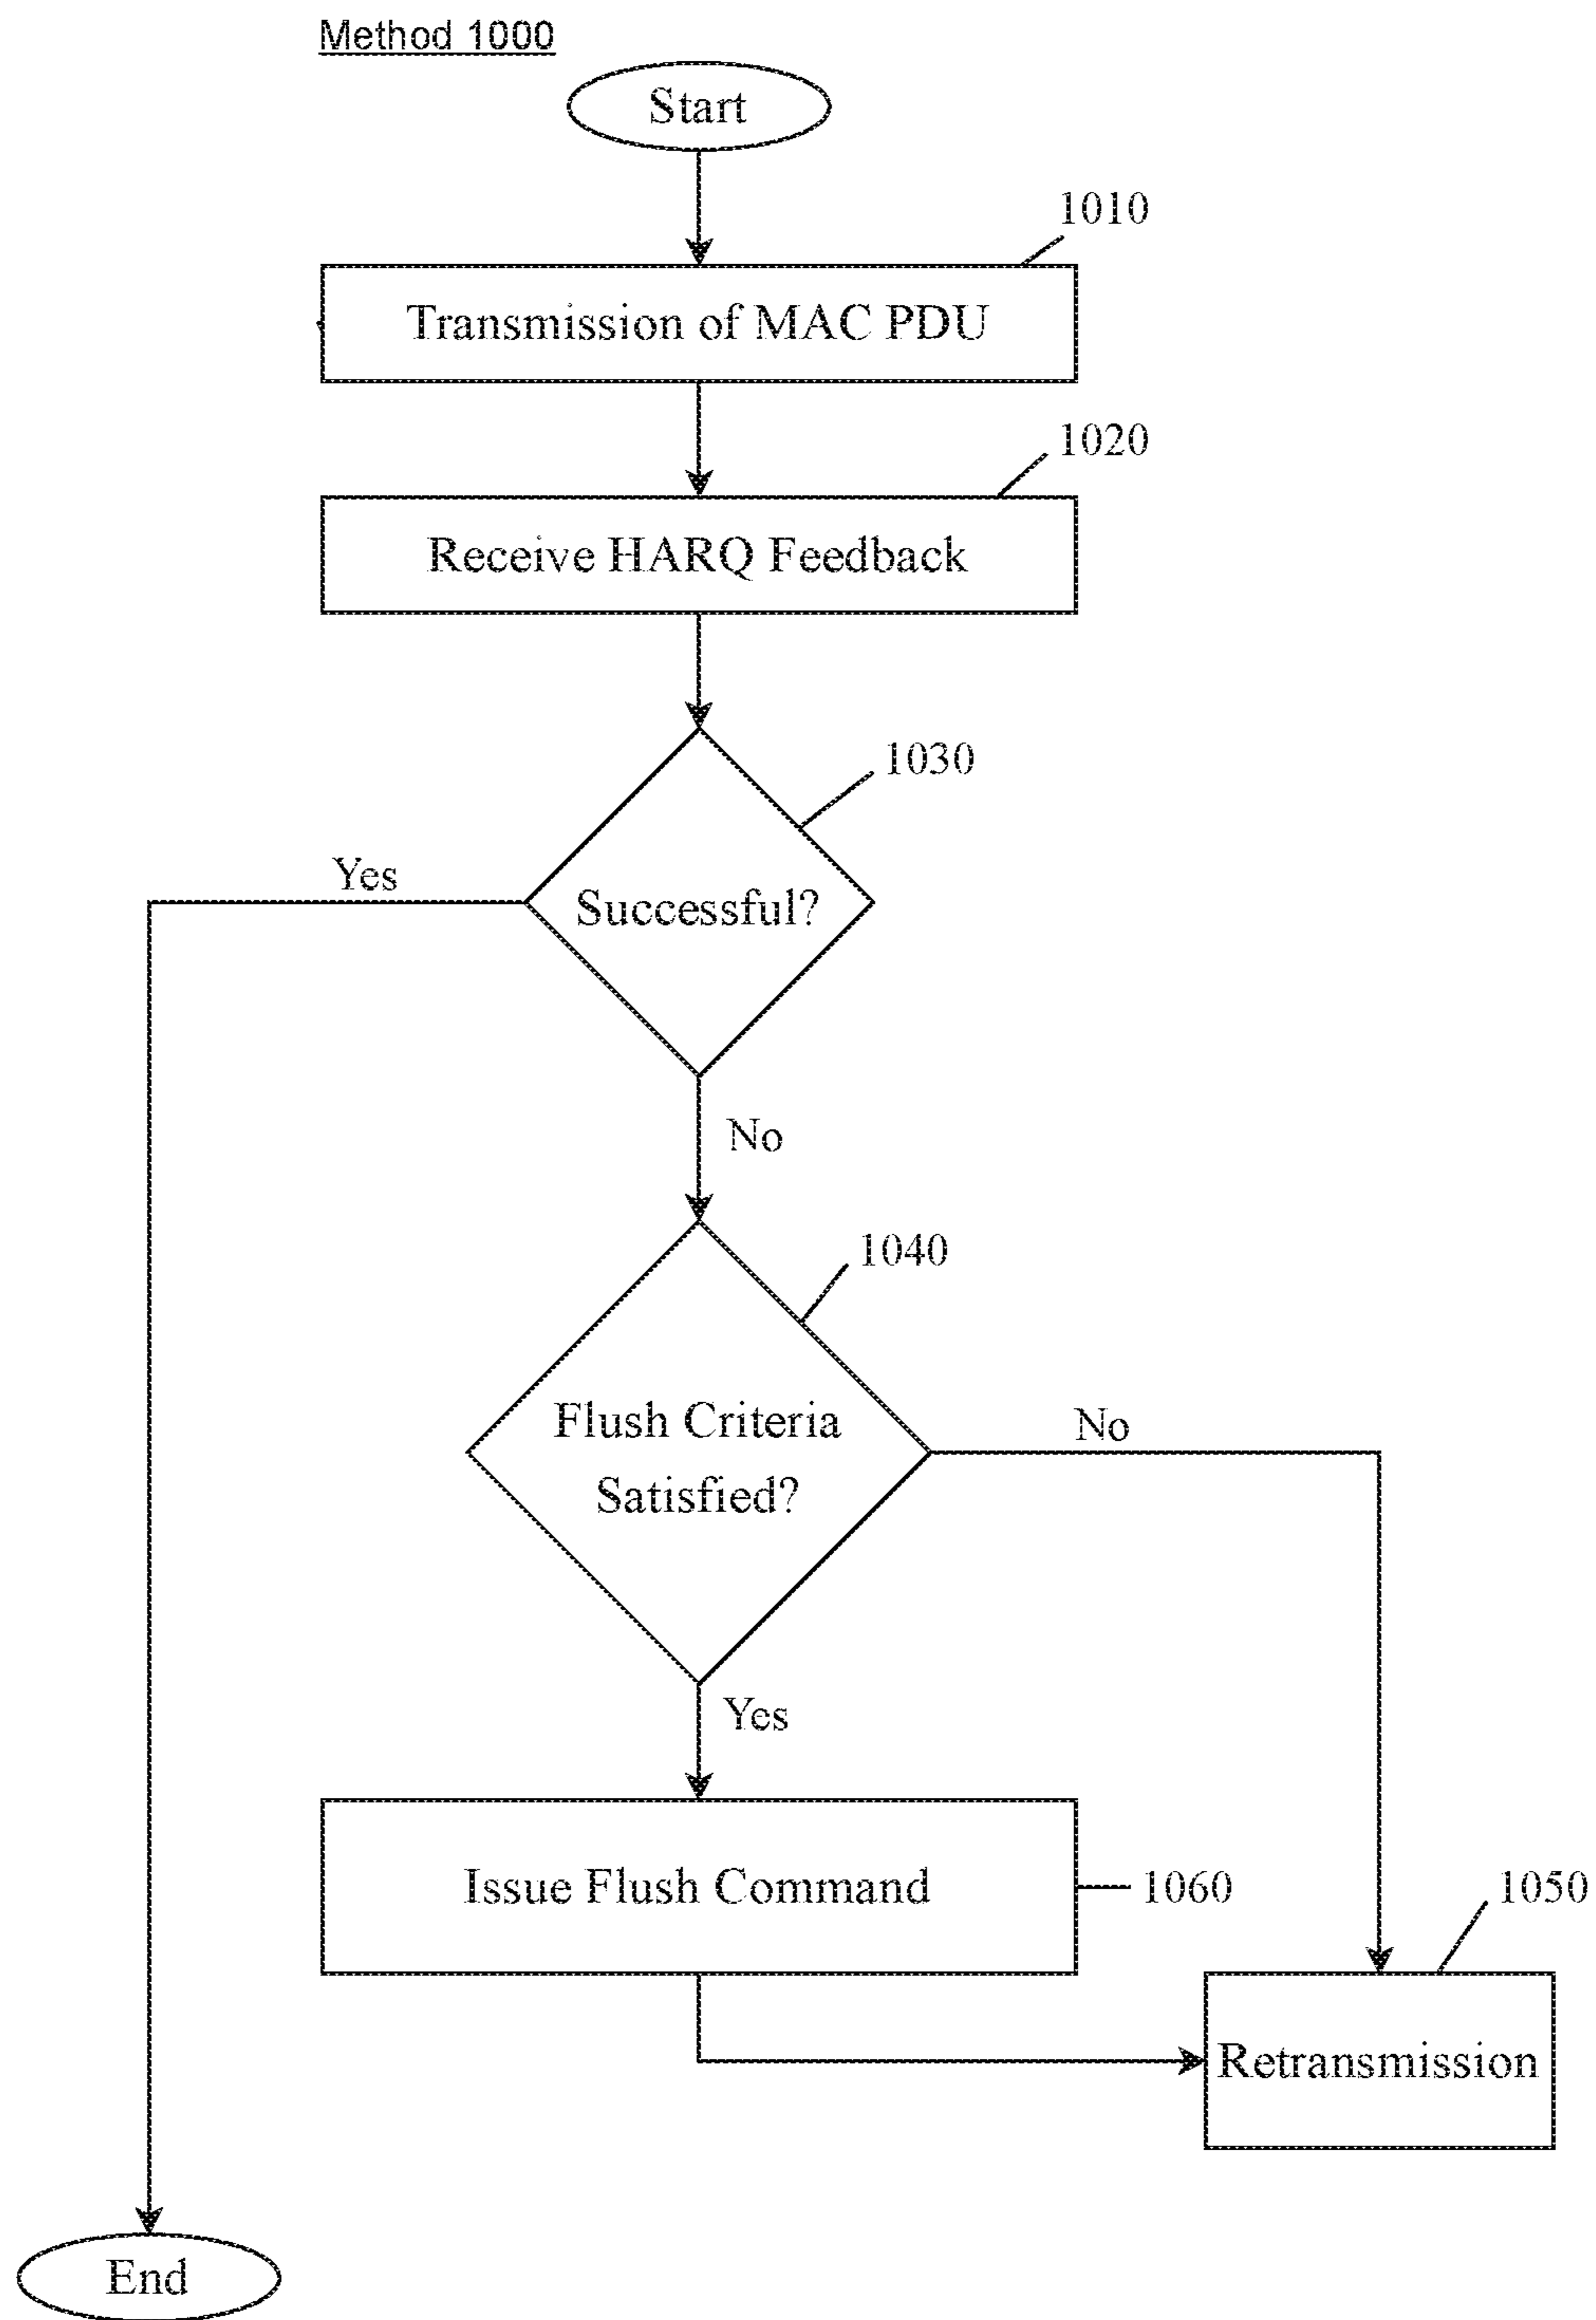 Method 1000
Start
1010
Transmission of MAC PDU
1020
Receive HARQ Feedback
1030
Yes
Successful?
No
1040
Flush Criteria
No
Satisfied?
Yes
Issue Flush Command
1060
1050
Retransmission
End